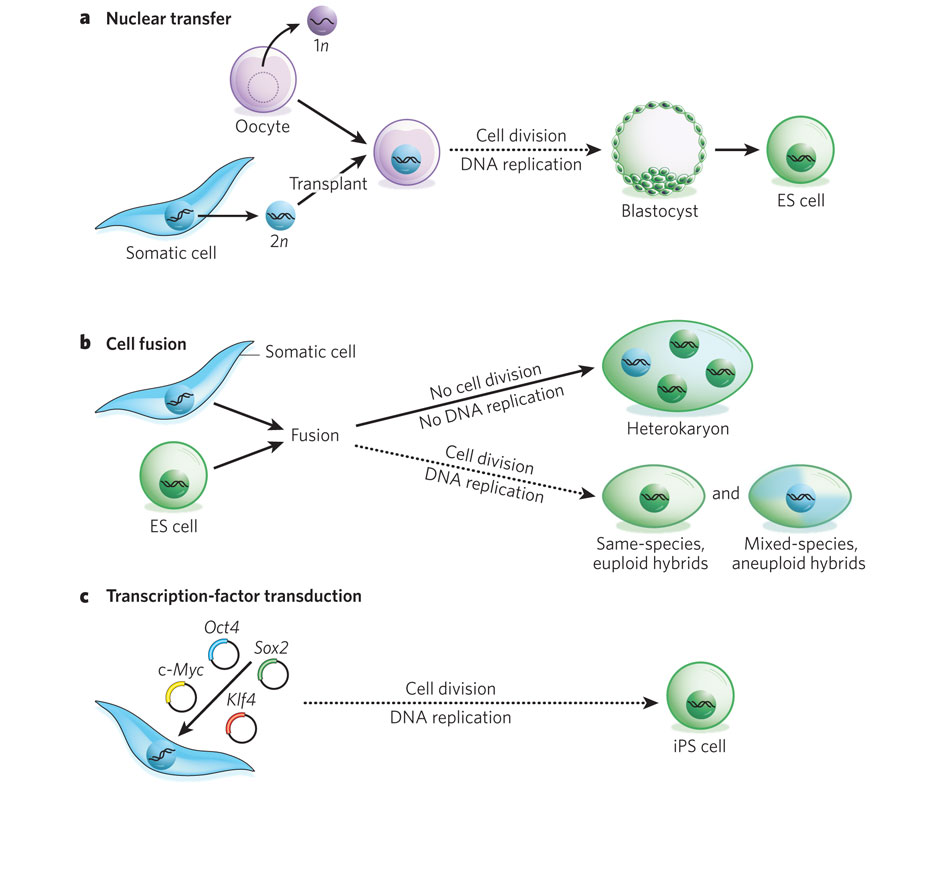 a Nuclear transfer
1n
Oocyte
Cell division
DNA replication
Transplant
Blastocyst
ES cell
2n
Somatic cell
b Cell fusion
Somatic cell
No cell division
No DNA replication
Fusion
Heterokaryon
Cell division
DNA replication
ES cell
and
Same-species,
euploid hybrids
Mixed-species,
aneuploid hybrids
c Transcription-factor transduction
Oct4
Sox2
c-Myc
Klf4
Cell division
DNA replication
iPS cell